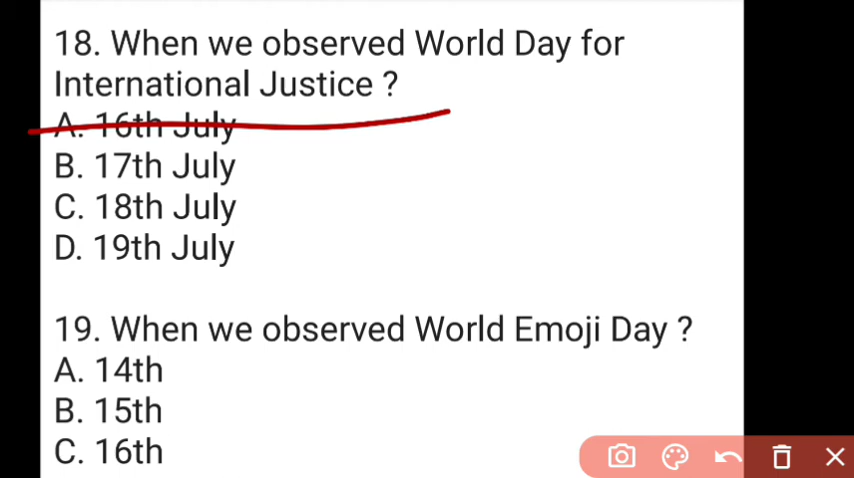 18. When we observed World Day for
International Justice ?
A. 16th July
B. 17th July
C. 18th July
D. 19th July
19. When we observed World Emoji Day ?
A. 14th
B. 15th
C. 16th